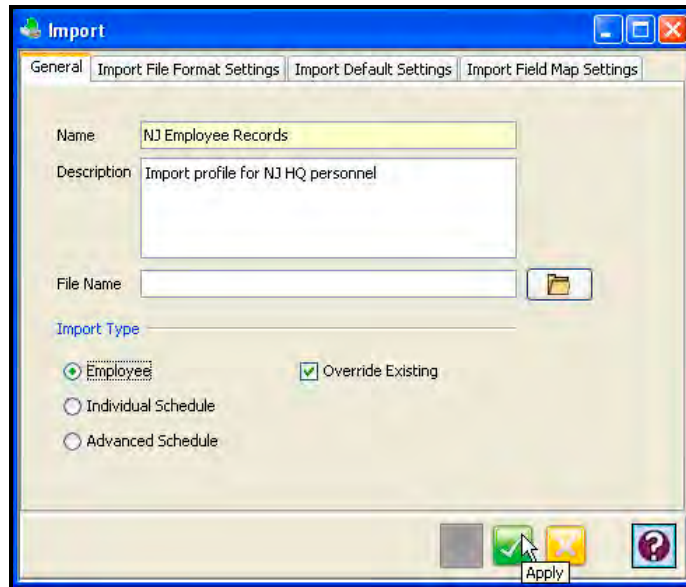 Import
General Import File Format Settings Import Default Settings Import Field Map Settings
Name NJ Employee Records
Description Import profile for NJ HQ personnel
File Name
Import Type
Employee Override Existing
Individual Schedule
Advanced Schedule
?
Apply